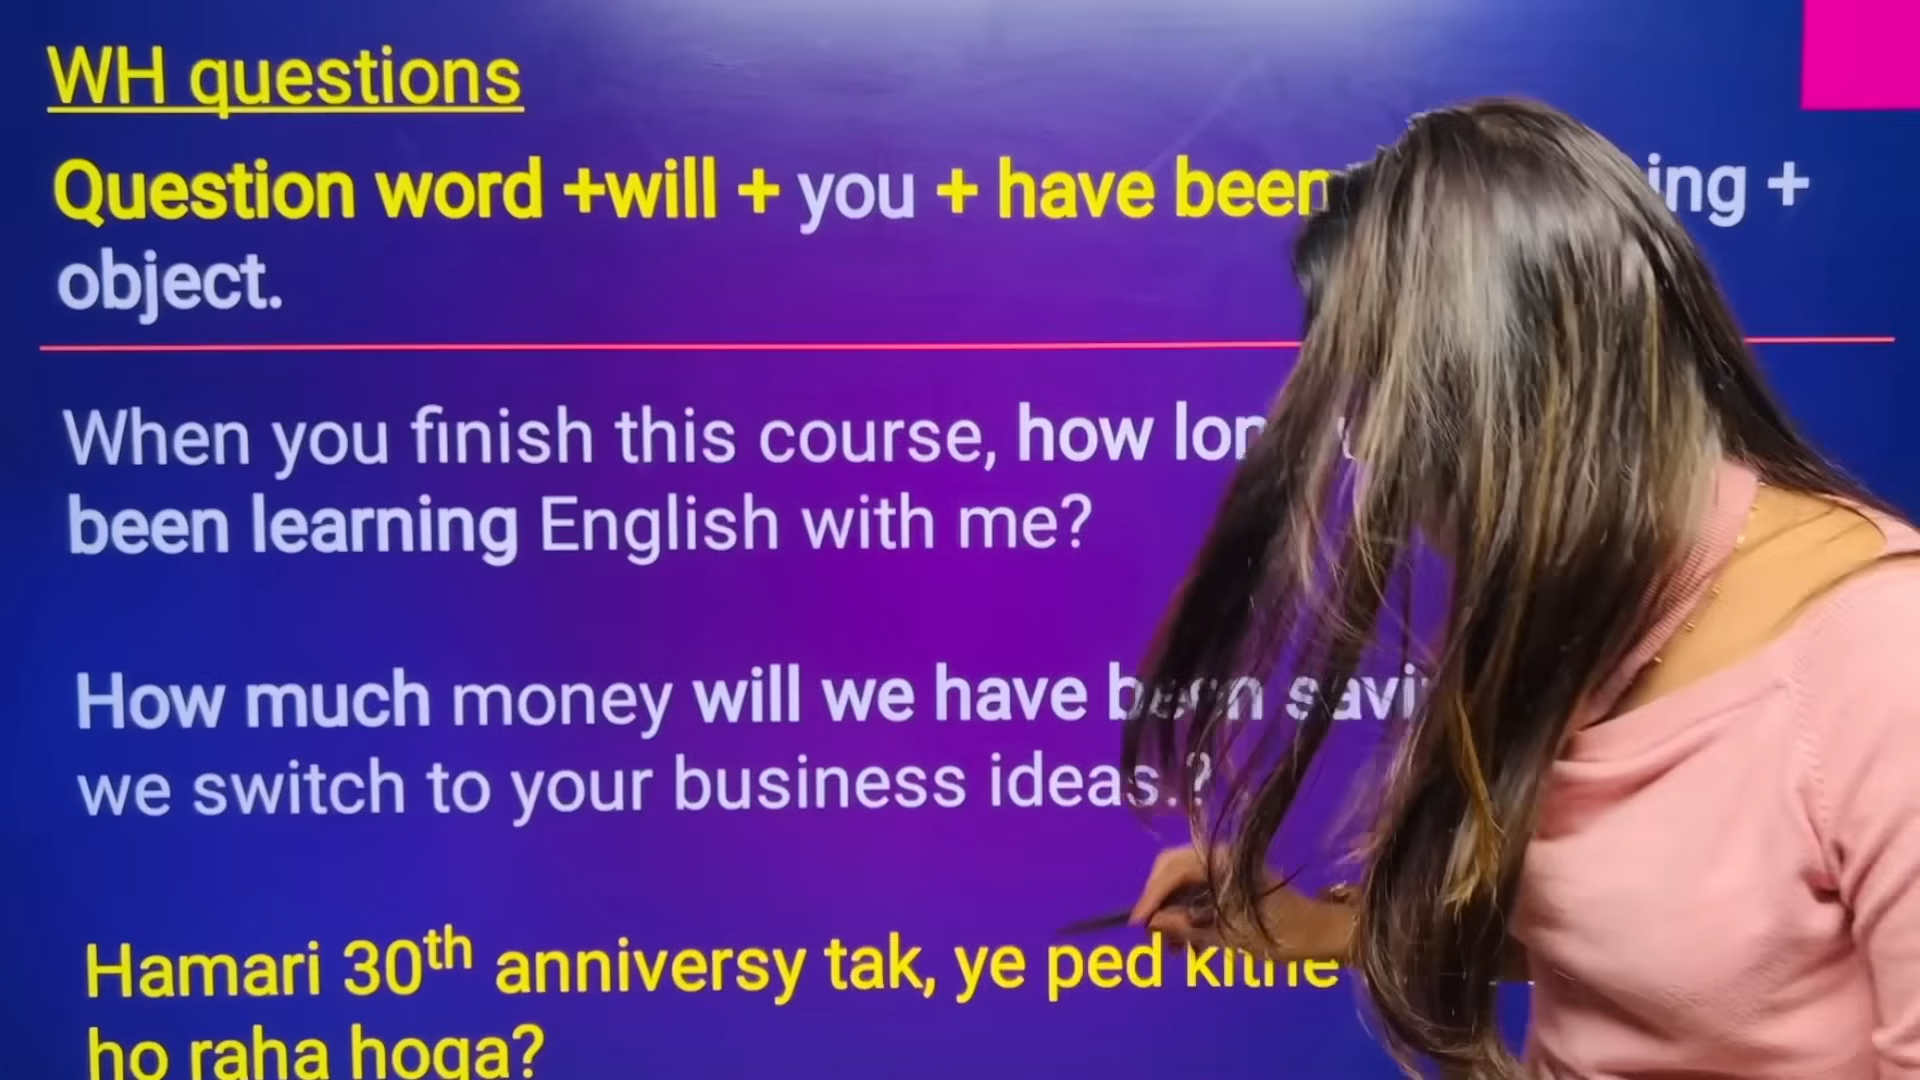 WH questions
Question word +will + you + have been ing +
object.
When you finish this course, how
been learning English with me?
How much money will we have been
we switch to your business ideas.?
Hamari 30th anniversy tak, ye ped kitne
ho raha hoga?